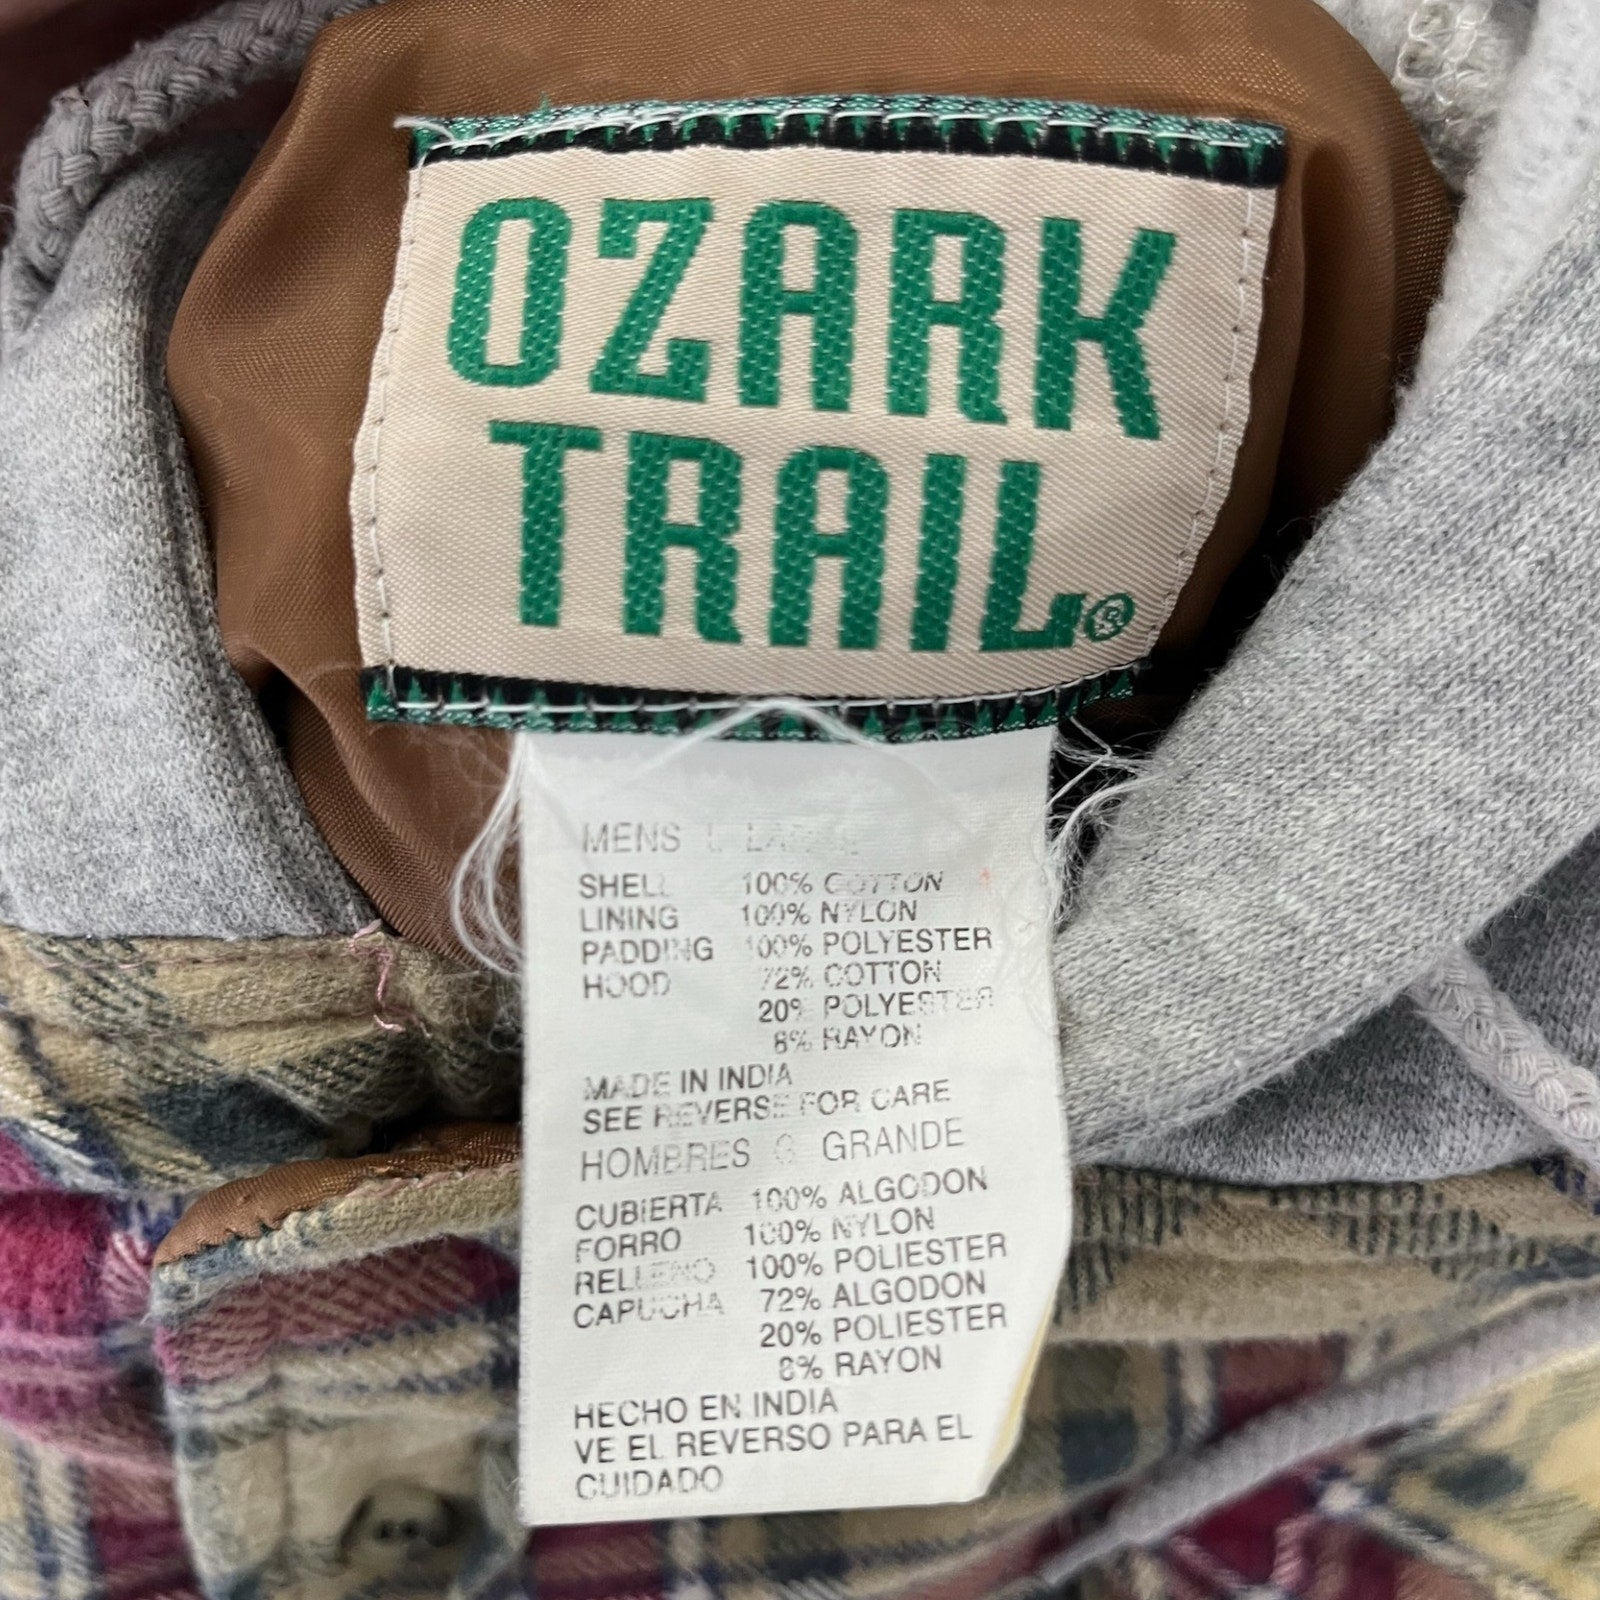 OZARK
TRAIL®
MENS L LARGE
SHELL 100% COTTON
LINING 100% NYLON
PADDING 100% POLYESTER
HOOD 72% COTTON
20% POLYESTER
8% RAYON
MADE IN INDIA
SEE REVERSE FOR CARE
HOMBRES G GRANDE
CUBIERTA 100% ALGODON
FORRO 100% NYLON
RELLENO 100% POLIESTER
CAPUCHA 72% ALGODON
20% POLIESTER
8% RAYON
HECHO EN INDIA
VE EL REVERSO PARA EL
CUIDADO